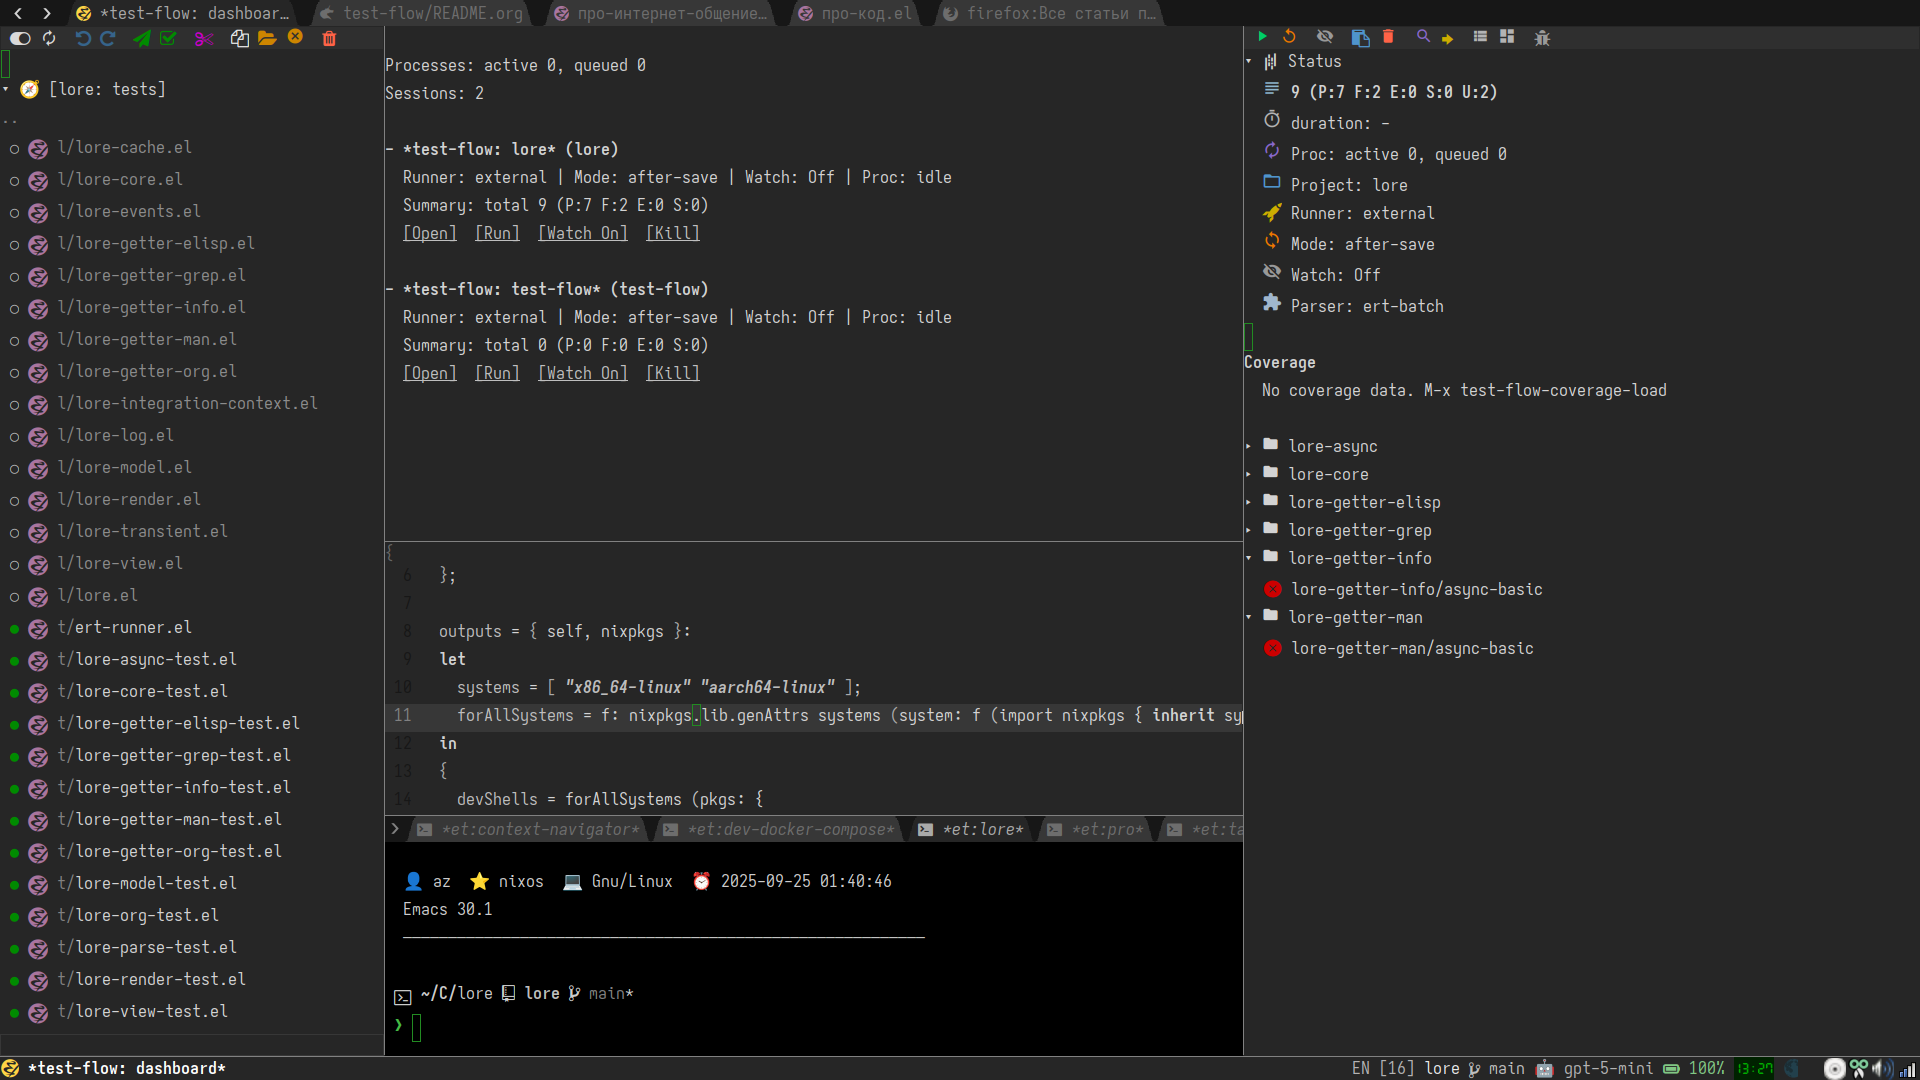 *test-flow: dashboar…
test-flow/README.org
про-интернет-общение…
про-код.el
firefox:Все статьи п…
[lore: tests]
..
l/lore-cache.el
l/lore-core.el
l/lore-events.el
l/lore-getter-elisp.el
l/lore-getter-grep.el
l/lore-getter-info.el
l/lore-getter-man.el
l/lore-getter-org.el
l/lore-integration-context.el
l/lore-log.el
l/lore-model.el
l/lore-render.el
l/lore-transient.el
l/lore-view.el
l/lore.el
t/ert-runner.el
t/lore-async-test.el
t/lore-core-test.el
t/lore-getter-elisp-test.el
t/lore-getter-grep-test.el
t/lore-getter-info-test.el
t/lore-getter-man-test.el
t/lore-getter-org-test.el
t/lore-model-test.el
t/lore-org-test.el
t/lore-parse-test.el
t/lore-render-test.el
t/lore-view-test.el
Processes: active 0, queued 0
Sessions: 2
- *test-flow: lore* (lore)
Runner: external | Mode: after-save | Watch: Off | Proc: idle
Summary: total 9 (P:7 F:2 E:0 S:0)
[Open] [Run] [Watch On] [Kill]
- *test-flow: test-flow* (test-flow)
Runner: external | Mode: after-save | Watch: Off | Proc: idle
Summary: total 0 (P:0 F:0 E:0 S:0)
[Open] [Run] [Watch On] [Kill]
{
6 };
7
8 outputs = { self, nixpkgs }:
9 let
10 systems = [ "x86_64-linux" "aarch64-linux" ];
11 forAllSystems = f: nixpkgs.lib.genAttrs systems (system: f (import nixpkgs { inherit sy
12 in
13 {
14 devShells = forAllSystems (pkgs: {
*et:context-navigator*
*et:dev-docker-compose*
*et:lore*
*et:pro*
*et:ta
az nixos Gnu/Linux 2025-09-25 01:40:46
Emacs 30.1
~/C/lore lore main*
❯
Status
9 (P:7 F:2 E:0 S:0 U:2)
duration: -
Proc: active 0, queued 0
Project: lore
Runner: external
Mode: after-save
Watch: Off
Parser: ert-batch
Coverage
No coverage data. M-x test-flow-coverage-load
lore-async
lore-core
lore-getter-elisp
lore-getter-grep
lore-getter-info
lore-getter-info/async-basic
lore-getter-man
lore-getter-man/async-basic
*test-flow: dashboard*
EN [16] lore main gpt-5-mini 100% 13:27